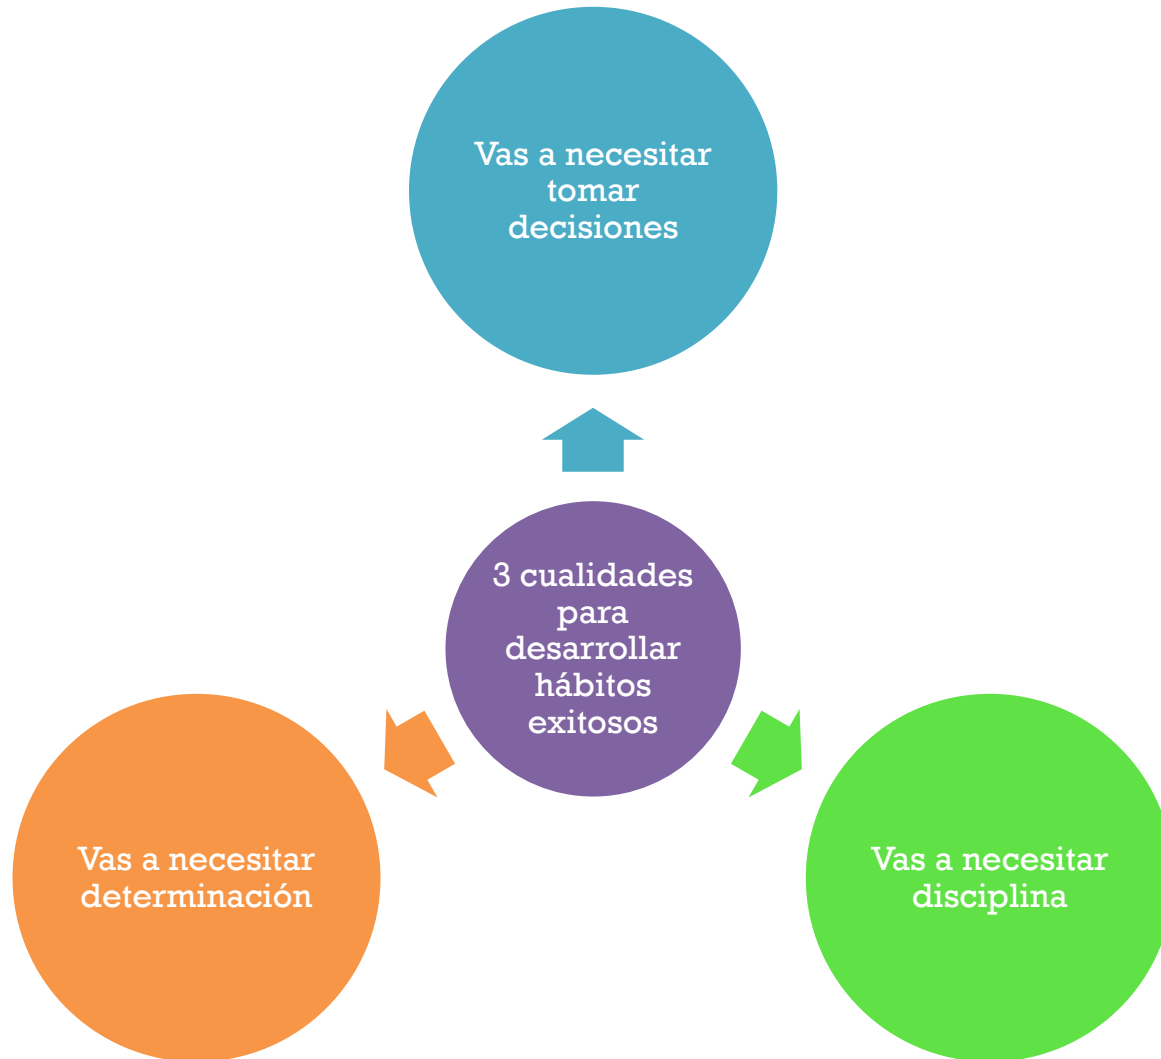 Vas a necesitar
tomar
decisiones
3 cualidades
para
desarrollar
hábitos
exitosos
Vas a necesitar
determinación
Vas a necesitar
disciplina